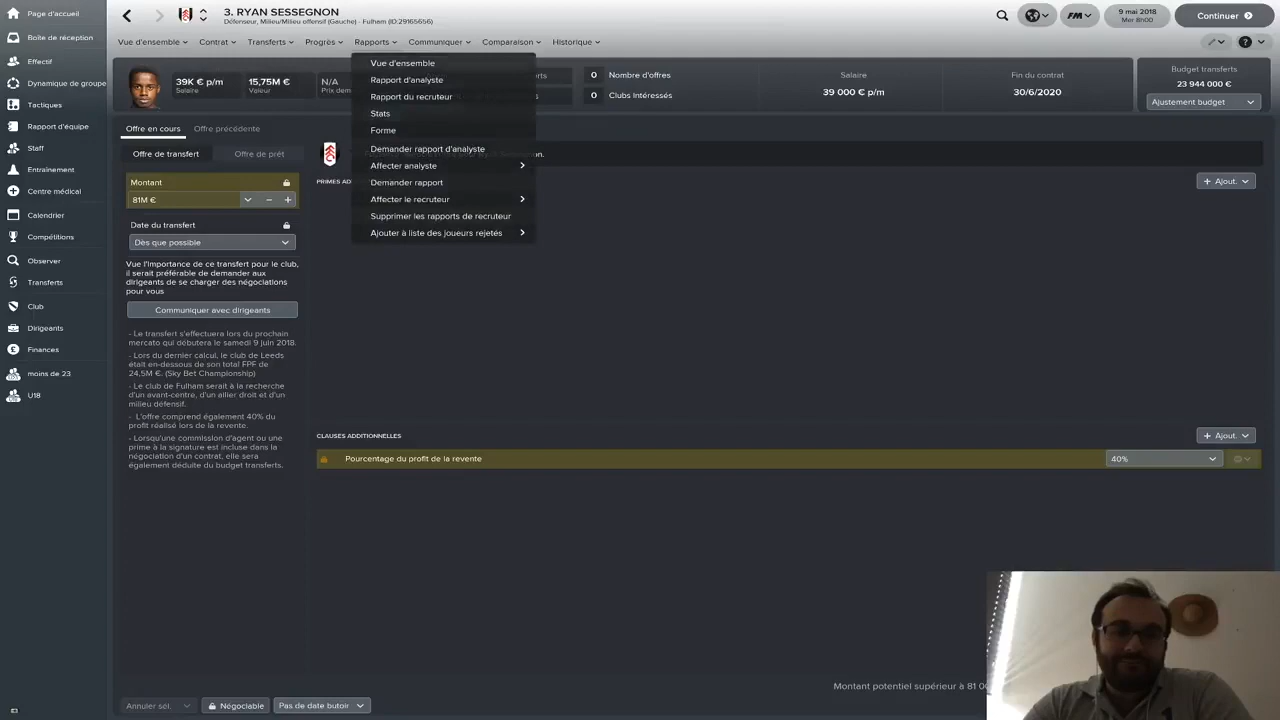 Page d'accueil
Boîte de réception
Effectif
Dynamique de groupe
Tactiques
Rapport d'équipe
Staff
Entraînement
Centre médical
Calendrier
Compétitions
Observer
Transferts
Club
Dirigeants
Finances
moins de 23
U18
3. RYAN SESSEGNON
Défenseur, Milieu/Milieu offensif (Gauche) - Fulham (ID:29165656)
FM
9 mai 2018
Mer 8h00
Continuer
Vue d'ensemble
Contrat
Transferts
Progrès
Rapports
Communiquer
Comparaison
Historique
39K € p/m
Salaire
15,75M €
Valeur
N/A
Prix dem
0 Nombre d'offres
0 Clubs Intéressés
Salaire
39 000 € p/m
Fin du contrat
30/6/2020
Budget transferts
23 944 000 €
Ajustement budget
Vue d'ensemble
Rapport d'analyste
Rapport du recruteur
Stats
Forme
Demander rapport d'analyste
Affecter analyste
Demander rapport
Affecter le recruteur
Supprimer les rapports de recruteur
Ajouter à liste des joueurs rejetés
Offre en cours
Offre précédente
Offre de transfert
Offre de prêt
Montant
81M €
Date du transfert
Dès que possible
Vue l'importance de ce transfert pour le club,
il serait préférable de demander aux
dirigeants de se charger des négociations
pour vous
Communiquer avec dirigeants
- Le transfert s'effectuera lors du prochain
mercato qui débutera le samedi 9 juin 2018.
- Lors du dernier calcul, le club de Leeds
était en-dessous de son total FPF de
24,5M €. (Sky Bet Championship)
- Le club de Fulham serait à la recherche
d'un avant-centre, d'un ailier droit et d'un
milieu défensif.
- L'offre comprend également 40% du
profit réalisé lors de la revente.
- Lorsqu'une commission d'agent ou une
prime à la signature est incluse dans la
négociation d'un contrat, elle sera
également déduite du budget transferts.
PRIMES AD
Ajout.
CLAUSES ADDITIONNELLES
Ajout.
Pourcentage du profit de la revente
40%
Montant potentiel supérieur à 81 0
Annuler sél.
Négociable
Pas de date butoir